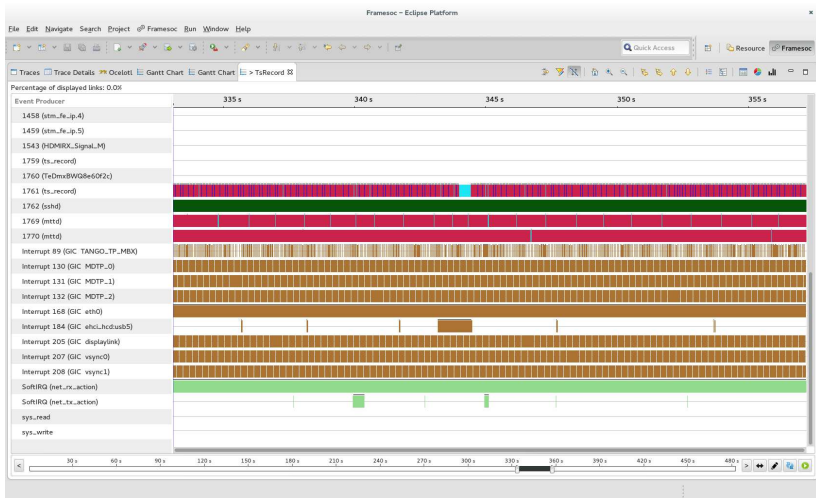 Framesoc – Eclipse Platform
File Edit Navigate Search Project Framesoc Run Window Help
Quick Access Resource Framesoc
Traces Trace Details Ocelotl Gantt Chart Gantt Chart > TsRecord
Percentage of displayed links: 0.0%
Event Producer 335 s 340 s 345 s 350 s 355 s
1458 (stm_fe_ip.4)
1459 (stm_fe_ip.5)
1543 (HDMIRX_Signal_M)
1759 (ts_record)
1760 (TeDmxBWQ8e60f2c)
1761 (ts_record)
1762 (sshd)
1769 (mttd)
1770 (mttd)
Interrupt 89 (GIC TANGO_TP_MBX)
Interrupt 130 (GIC MDTP_0)
Interrupt 131 (GIC MDTP_1)
Interrupt 132 (GIC MDTP_2)
Interrupt 168 (GIC eth0)
Interrupt 184 (GIC ehci_hcd:usb5)
Interrupt 205 (GIC displaylink)
Interrupt 207 (GIC vsync0)
Interrupt 208 (GIC vsync1)
SoftIRQ (net_rx_action)
SoftIRQ (net_tx_action)
sys_read
sys_write
30 s 60 s 90 s 120 s 150 s 180 s 210 s 240 s 270 s 300 s 330 s 360 s 390 s 420 s 450 s 480 s